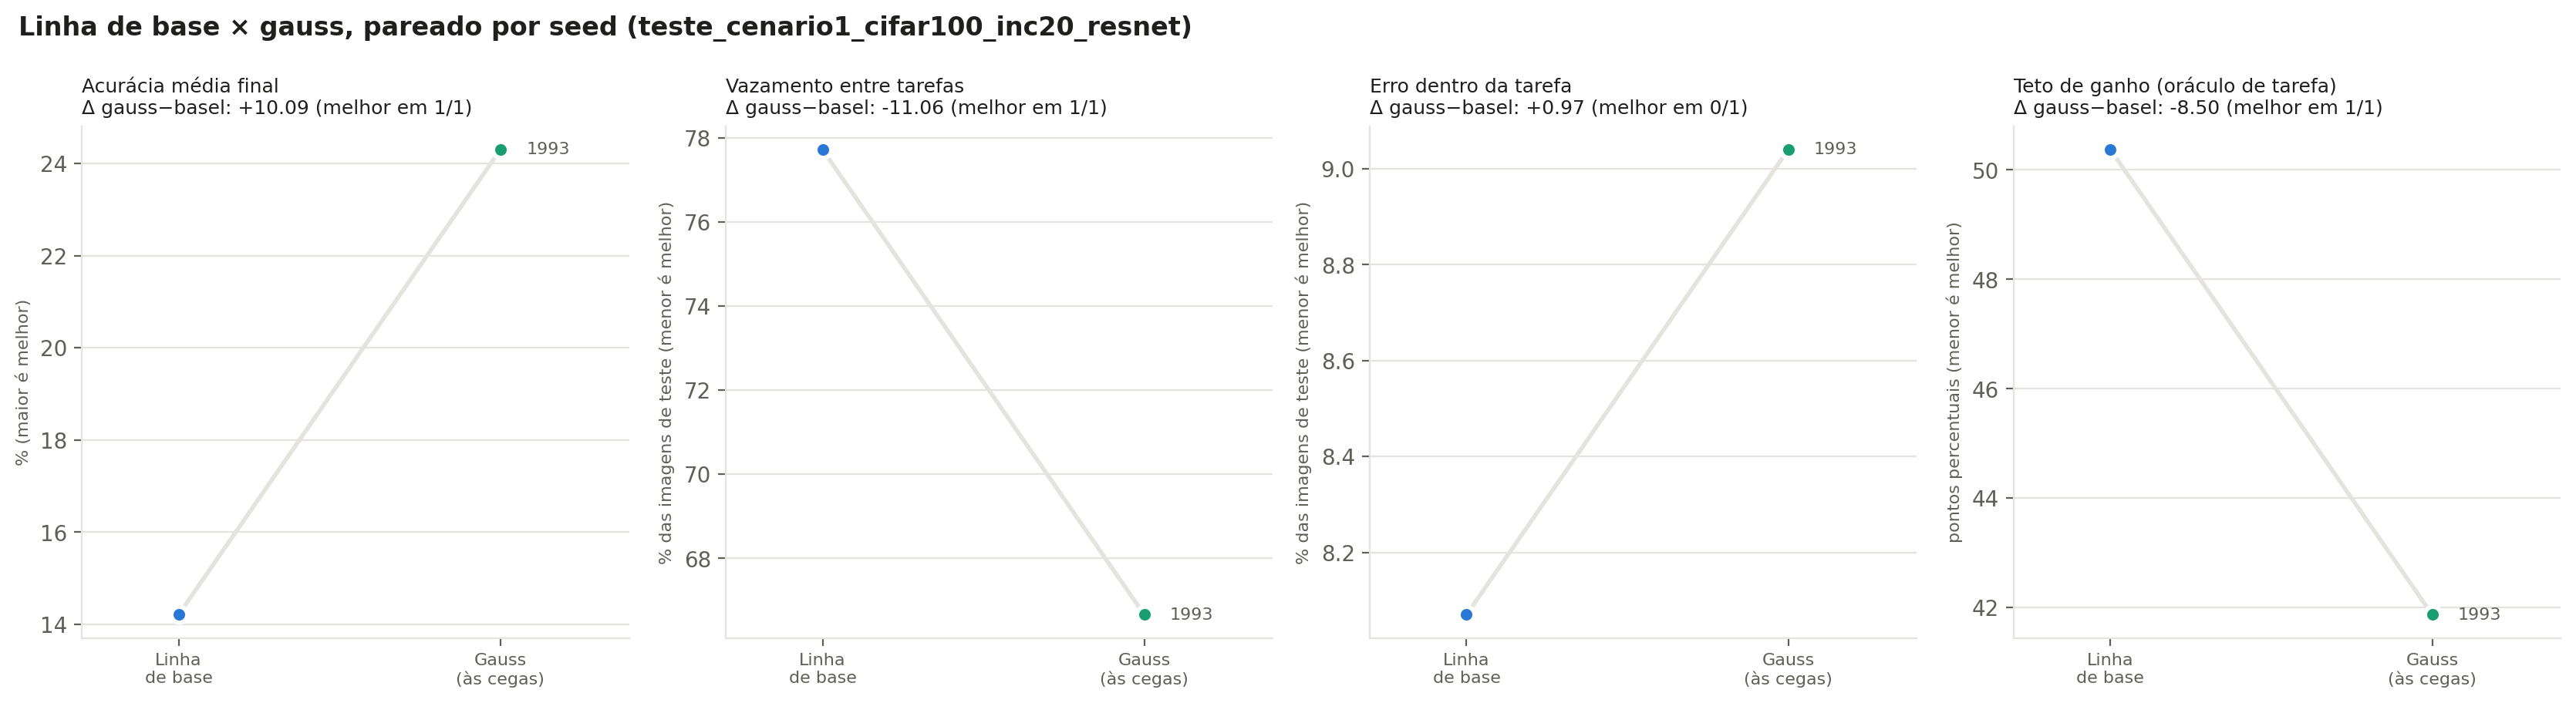 Linha de base × gauss, pareado por seed (teste_cenario1_cifar100_inc20_resnet)
Acurácia média final
Δ gauss−basel: +10.09 (melhor em 1/1)
% (maior é melhor)
24
22
20
18
16
14
1993
Linha
de base
Gauss
(às cegas)
Vazamento entre tarefas
Δ gauss−basel: -11.06 (melhor em 1/1)
% das imagens de teste (menor é melhor)
78
76
74
72
70
68
1993
Linha
de base
Gauss
(às cegas)
Erro dentro da tarefa
Δ gauss−basel: +0.97 (melhor em 0/1)
% das imagens de teste (menor é melhor)
9.0
8.8
8.6
8.4
8.2
1993
Linha
de base
Gauss
(às cegas)
Teto de ganho (oráculo de tarefa)
Δ gauss−basel: -8.50 (melhor em 1/1)
pontos percentuais (menor é melhor)
50
48
46
44
42
1993
Linha
de base
Gauss
(às cegas)